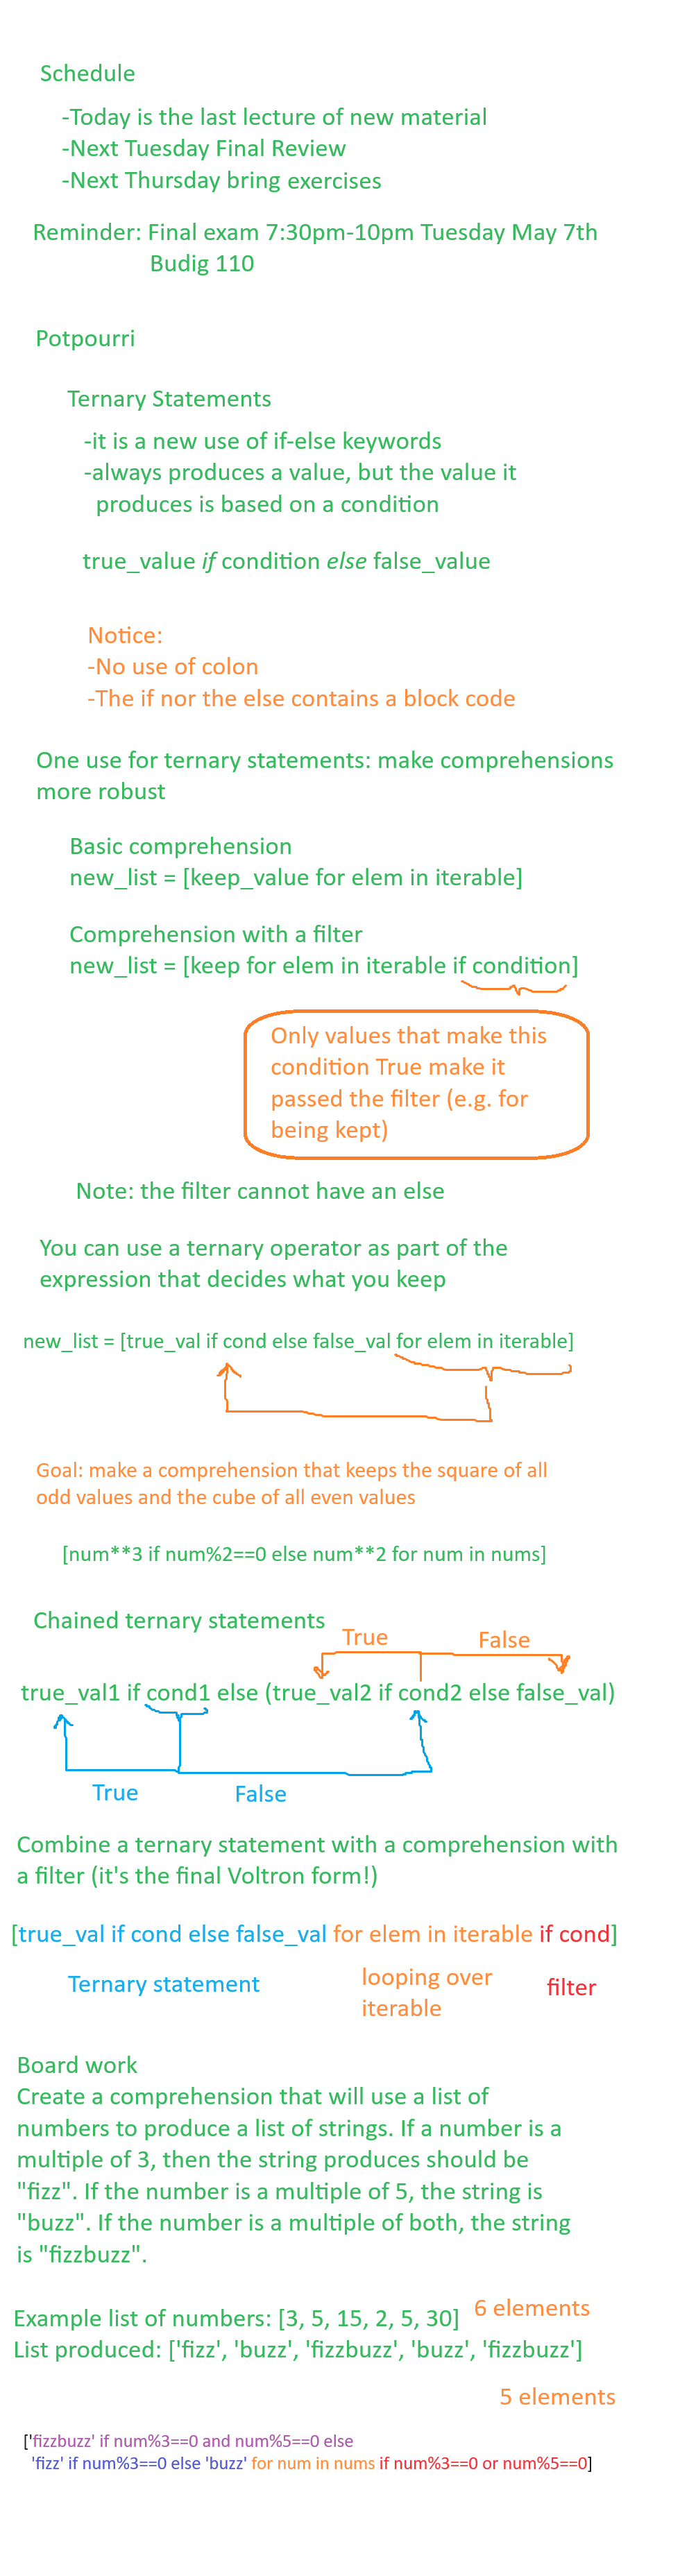 Schedule
-Today is the last lecture of new material
-Next Tuesday Final Review
-Next Thursday bring exercises
Reminder: Final exam 7:30pm-10pm Tuesday May 7th
Budig 110
Potpourri
Ternary Statements
-it is a new use of if-else keywords
-always produces a value, but the value it
produces is based on a condition
true_value if condition else false_value
Notice:
-No use of colon
-The if nor the else contains a block code
One use for ternary statements: make comprehensions
more robust
Basic comprehension
new_list = [keep_value for elem in iterable]
Comprehension with a filter
new_list = [keep for elem in iterable if condition]
Only values that make this
condition True make it
passed the filter (e.g. for
being kept)
Note: the filter cannot have an else
You can use a ternary operator as part of the
expression that decides what you keep
new_list = [true_val if cond else false_val for elem in iterable]
Goal: make a comprehension that keeps the square of all
odd values and the cube of all even values
[num**3 if num%2==0 else num**2 for num in nums]
Chained ternary statements
True False
true_val1 if cond1 else (true_val2 if cond2 else false_val)
True False
Combine a ternary statement with a comprehension with
a filter (it's the final Voltron form!)
[true_val if cond else false_val for elem in iterable if cond]
Ternary statement
looping over
iterable
filter
Board work
Create a comprehension that will use a list of
numbers to produce a list of strings. If a number is a
multiple of 3, then the string produces should be
"fizz". If the number is a multiple of 5, the string is
"buzz". If the number is a multiple of both, the string
is "fizzbuzz".
Example list of numbers: [3, 5, 15, 2, 5, 30] 6 elements
List produced: ['fizz', 'buzz', 'fizzbuzz', 'buzz', 'fizzbuzz']
5 elements
['fizzbuzz' if num%3==0 and num%5==0 else
'fizz' if num%3==0 else 'buzz' for num in nums if num%3==0 or num%5==0]